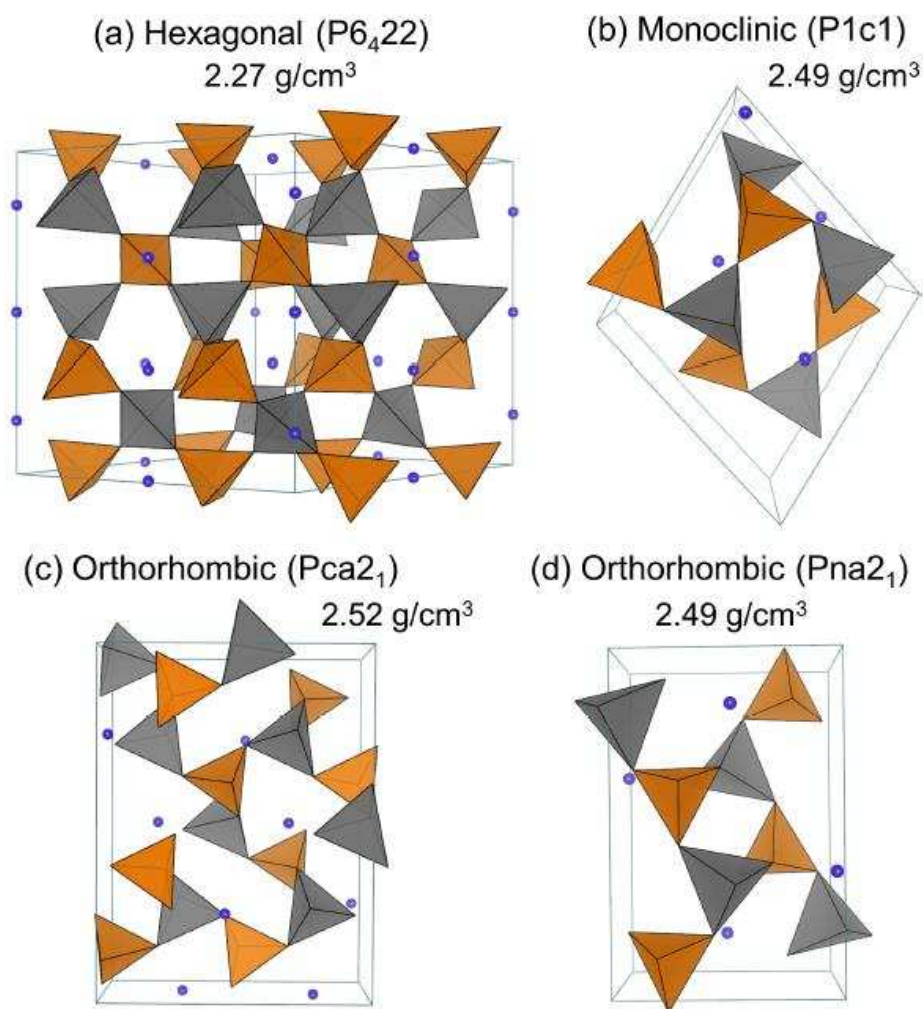 (a) Hexagonal (P6₄22)
2.27 g/cm³
(b) Monoclinic (P1c1)
2.49 g/cm³
(c) Orthorhombic (Pca2₁)
2.52 g/cm³
(d) Orthorhombic (Pna2₁)
2.49 g/cm³